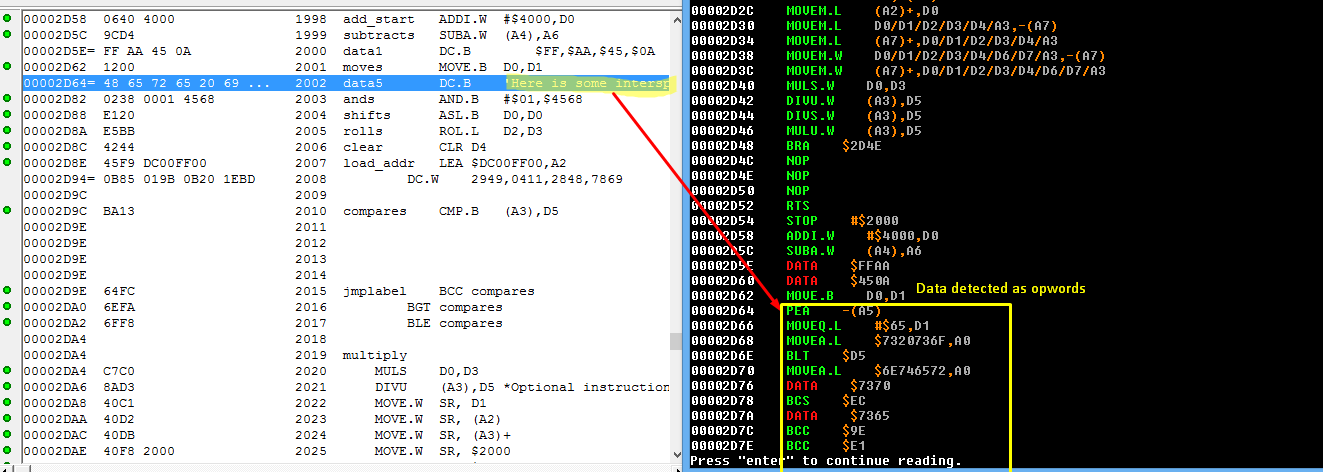 00002D58 0640 4000 1998 add_start ADDI.W #$4000,D0
00002D5C 9CD4 1999 subtracts SUBA.W (A4),A6
00002D5E= FF AA 45 0A 2000 data1 DC.B $FF,$AA,$45,$0A
00002D62 1200 2001 moves MOVE.B D0,D1
00002D64= 48 65 72 65 20 69 ... 2002 data5 DC.B 'Here is some intersp
00002D82 0238 0001 4568 2003 ands AND.B #$01,$4568
00002D88 E120 2004 shifts ASL.B D0,D0
00002D8A E5BB 2005 rolls ROL.L D2,D3
00002D8C 4244 2006 clear CLR D4
00002D8E 45F9 DC00FF00 2007 load_addr LEA $DC00FF00,A2
00002D94= 0B85 019B 0B20 1EBD 2008 DC.W 2949,0411,2848,7869
00002D9C 2009
00002D9C BA13 2010 compares CMP.B (A3),D5
00002D9E 2011
00002D9E 2012
00002D9E 2013
00002D9E 2014
00002D9E 64FC 2015 jmplabel BCC compares
00002DA0 6EFA 2016 BGT compares
00002DA2 6FF8 2017 BLE compares
00002DA4 2018
00002DA4 2019 multiply
00002DA4 C7C0 2020 MULS D0,D3
00002DA6 8AD3 2021 DIVU (A3),D5 *Optional instruction
00002DA8 40C1 2022 MOVE.W SR, D1
00002DAA 40D2 2023 MOVE.W SR, (A2)
00002DAC 40DB 2024 MOVE.W SR, (A3)+
00002DAE 40F8 2000 2025 MOVE.W SR, $2000
00002D2C MOVEM.L (A2)+,D0
00002D30 MOVEM.L D0/D1/D2/D3/D4/A3,-(A7)
00002D34 MOVEM.L (A7)+,D0/D1/D2/D3/D4/A3
00002D38 MOVEM.W D0/D1/D2/D3/D4/D6/D7/A3,-(A7)
00002D3C MOVEM.W (A7)+,D0/D1/D2/D3/D4/D6/D7/A3
00002D40 MULS.W D0,D3
00002D42 DIVU.W (A3),D5
00002D44 DIVS.W (A3),D5
00002D46 MULU.W (A3),D5
00002D48 BRA $2D4E
00002D4C NOP
00002D4E NOP
00002D50 NOP
00002D52 RTS
00002D54 STOP #$2000
00002D58 ADDI.W #$4000,D0
00002D5C SUBA.W (A4),A6
00002D5E DATA $FFAA
00002D60 DATA $450A
Data detected as opwords
00002D62 MOVE.B D0,D1
00002D64 PEA -(A5)
00002D66 MOVEQ.L #$65,D1
00002D68 MOVEA.L $7320736F,A0
00002D6E BLT $D5
00002D70 MOVEA.L $6E746572,A0
00002D76 DATA $7370
00002D78 BCS $EC
00002D7A DATA $7365
00002D7C BCC $9E
00002D7E BCC $E1
Press "enter" to continue reading.